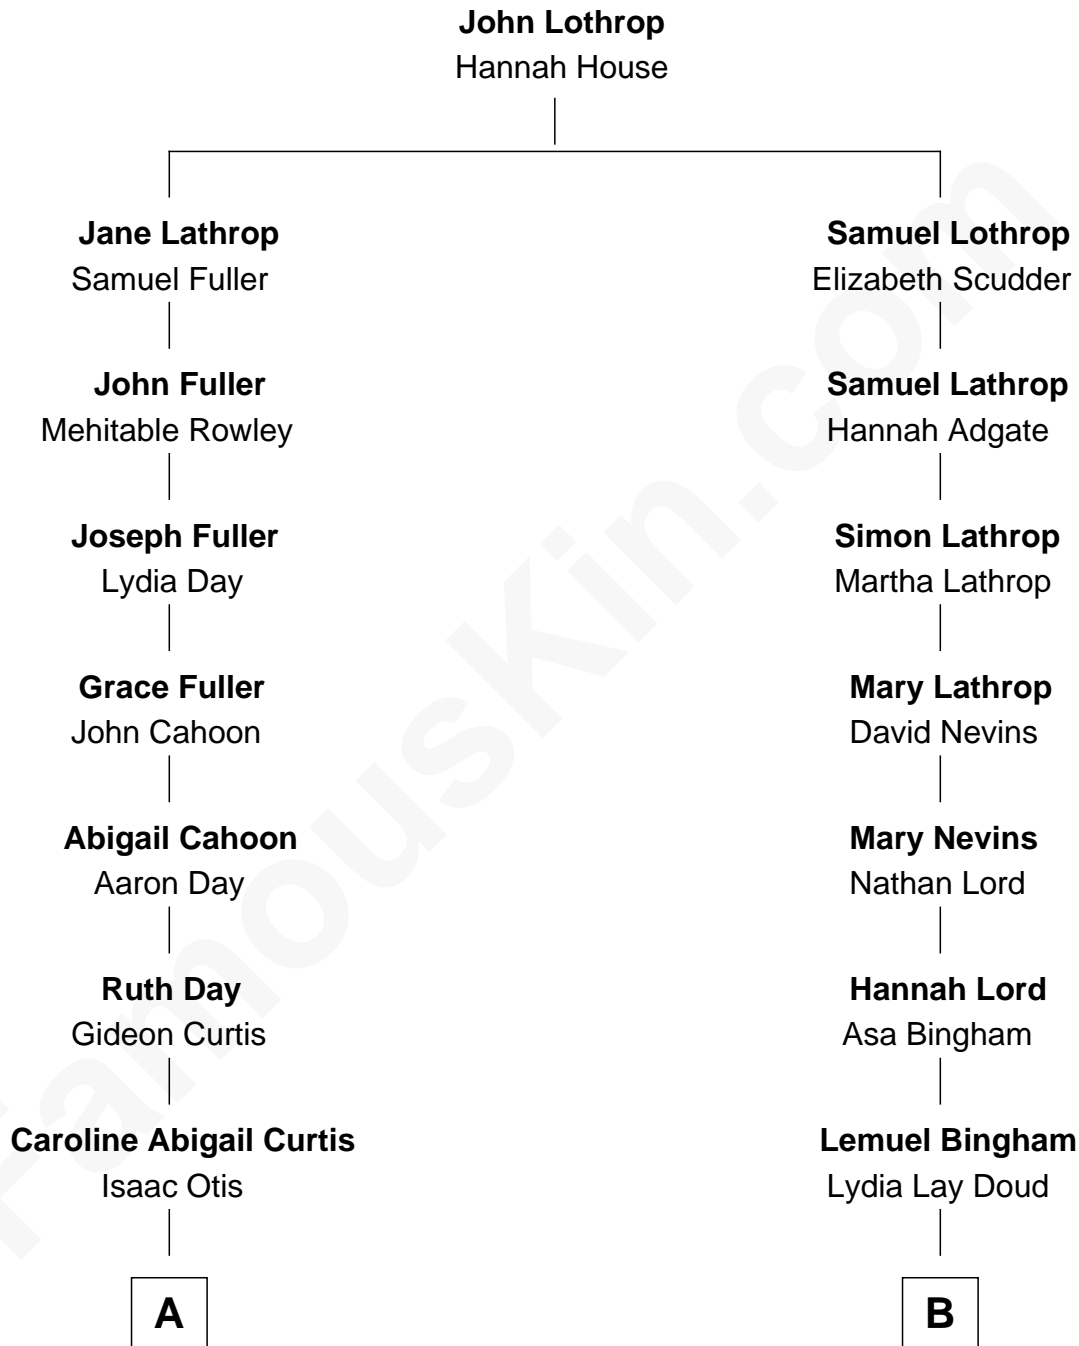 John Lothrop
Hannah House
Jane Lathrop
Samuel Fuller
Samuel Lothrop
Elizabeth Scudder
John Fuller
Mehitable Rowley
Samuel Lathrop
Hannah Adgate
Joseph Fuller
Lydia Day
Simon Lathrop
Martha Lathrop
Grace Fuller
John Cahoon
Mary Lathrop
David Nevins
Abigail Cahoon
Aaron Day
Mary Nevins
Nathan Lord
Ruth Day
Gideon Curtis
Hannah Lord
Asa Bingham
Caroline Abigail Curtis
Isaac Otis
Lemuel Bingham
Lydia Lay Doud
A
B
FamousKin.com